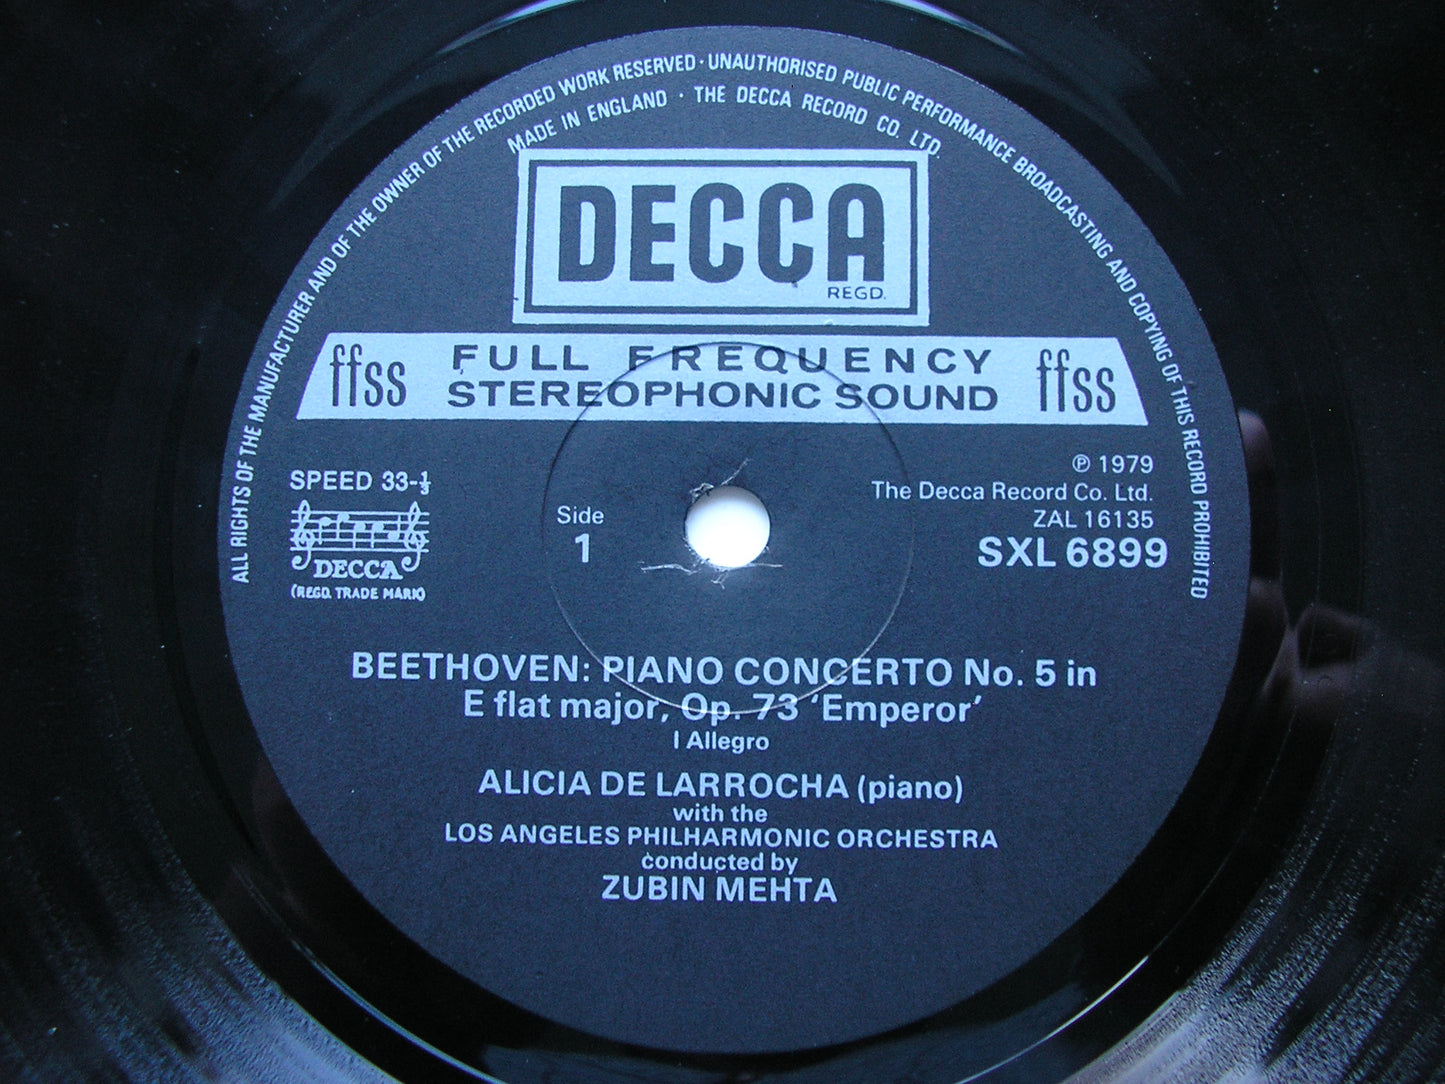 ALL RIGHTS OF THE MANUFACTURER AND OF THE OWNER OF THE RECORDED WORK RESERVED · UNAUTHORISED PUBLIC PERFORMANCE BROADCASTING AND COPYING OF THIS RECORD PROHIBITED
MADE IN ENGLAND · THE DECCA RECORD CO. LTD.
DECCA
REGD.
ffss FULL FREQUENCY STEREOPHONIC SOUND ffss
SPEED 33-⅓
DECCA
(REGD. TRADE MARK)
Side
1
℗ 1979
The Decca Record Co. Ltd.
ZAL 16135
SXL 6899
BEETHOVEN: PIANO CONCERTO No. 5 in
E flat major, Op. 73 'Emperor'
I Allegro
ALICIA DE LARROCHA (piano)
with the
LOS ANGELES PHILHARMONIC ORCHESTRA
conducted by
ZUBIN MEHTA